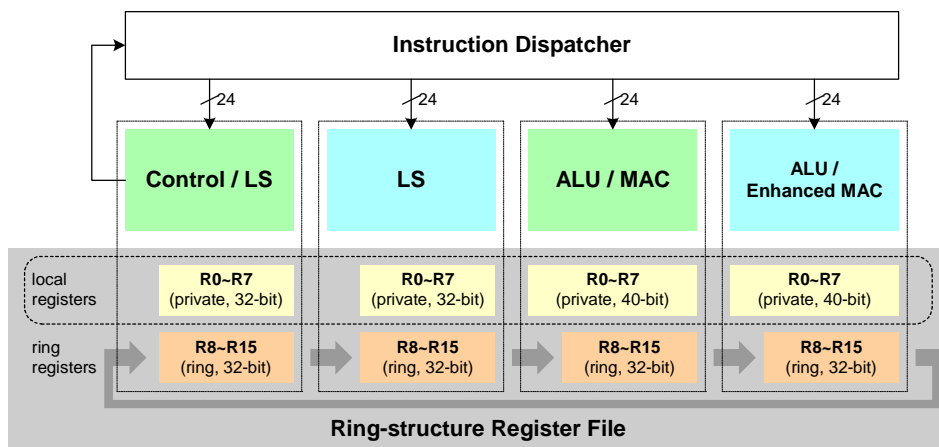 Instruction Dispatcher
24
24
24
24
Control / LS
LS
ALU / MAC
ALU /
Enhanced MAC
local
registers
R0~R7
(private, 32-bit)
R0~R7
(private, 32-bit)
R0~R7
(private, 40-bit)
R0~R7
(private, 40-bit)
ring
registers
R8~R15
(ring, 32-bit)
R8~R15
(ring, 32-bit)
R8~R15
(ring, 32-bit)
R8~R15
(ring, 32-bit)
Ring-structure Register File